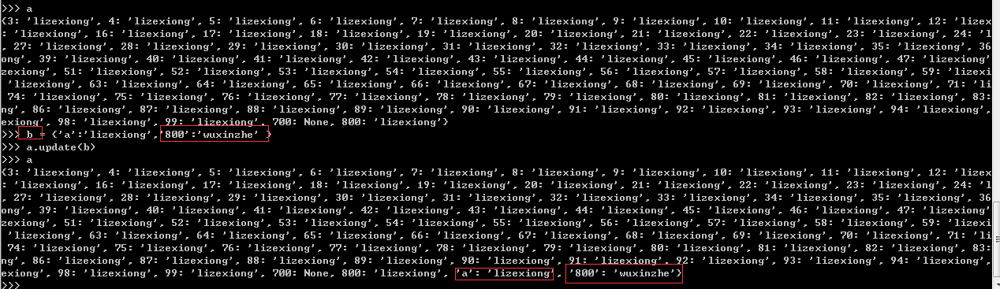 >>> a
{3: 'lizexiong', 4: 'lizexiong', 5: 'lizexiong', 6: 'lizexiong', 7: 'lizexiong', 8: 'lizexiong', 9: 'lizexiong', 10: 'lizexiong', 11: 'lizexiong', 12: 'lizexiong'
: 'lizexiong', 16: 'lizexiong', 17: 'lizexiong', 18: 'lizexiong', 19: 'lizexiong', 20: 'lizexiong', 21: 'lizexiong', 22: 'lizexiong', 23: 'lizexiong', 24: 'l
, 27: 'lizexiong', 28: 'lizexiong', 29: 'lizexiong', 30: 'lizexiong', 31: 'lizexiong', 32: 'lizexiong', 33: 'lizexiong', 34: 'lizexiong', 35: 'lizexiong', 36
ong', 39: 'lizexiong', 40: 'lizexiong', 41: 'lizexiong', 42: 'lizexiong', 43: 'lizexiong', 44: 'lizexiong', 45: 'lizexiong', 46: 'lizexiong', 47: 'lizexiong'
zexiong', 51: 'lizexiong', 52: 'lizexiong', 53: 'lizexiong', 54: 'lizexiong', 55: 'lizexiong', 56: 'lizexiong', 57: 'lizexiong', 58: 'lizexiong', 59: 'lizexiong'
'lizexiong', 63: 'lizexiong', 64: 'lizexiong', 65: 'lizexiong', 66: 'lizexiong', 67: 'lizexiong', 68: 'lizexiong', 69: 'lizexiong', 70: 'lizexiong', 71: 'li
74: 'lizexiong', 75: 'lizexiong', 76: 'lizexiong', 77: 'lizexiong', 78: 'lizexiong', 79: 'lizexiong', 80: 'lizexiong', 81: 'lizexiong', 82: 'lizexiong', 83:
ng', 86: 'lizexiong', 87: 'lizexiong', 88: 'lizexiong', 89: 'lizexiong', 90: 'lizexiong', 91: 'lizexiong', 92: 'lizexiong', 93: 'lizexiong', 94: 'lizexiong',
exiong', 98: 'lizexiong', 99: 'lizexiong', 700: None, 800: 'lizexiong'}
>>> b = {'a':'lizexiong','800':'wuxinzhe' }
>>> a.update(b)
>>> a
{3: 'lizexiong', 4: 'lizexiong', 5: 'lizexiong', 6: 'lizexiong', 7: 'lizexiong', 8: 'lizexiong', 9: 'lizexiong', 10: 'lizexiong', 11: 'lizexiong', 12: 'lizexiong'
: 'lizexiong', 16: 'lizexiong', 17: 'lizexiong', 18: 'lizexiong', 19: 'lizexiong', 20: 'lizexiong', 21: 'lizexiong', 22: 'lizexiong', 23: 'lizexiong', 24: 'l
, 27: 'lizexiong', 28: 'lizexiong', 29: 'lizexiong', 30: 'lizexiong', 31: 'lizexiong', 32: 'lizexiong', 33: 'lizexiong', 34: 'lizexiong', 35: 'lizexiong', 36
ong', 39: 'lizexiong', 40: 'lizexiong', 41: 'lizexiong', 42: 'lizexiong', 43: 'lizexiong', 44: 'lizexiong', 45: 'lizexiong', 46: 'lizexiong', 47: 'lizexiong'
zexiong', 51: 'lizexiong', 52: 'lizexiong', 53: 'lizexiong', 54: 'lizexiong', 55: 'lizexiong', 56: 'lizexiong', 57: 'lizexiong', 58: 'lizexiong', 59: 'lizexiong'
'lizexiong', 63: 'lizexiong', 64: 'lizexiong', 65: 'lizexiong', 66: 'lizexiong', 67: 'lizexiong', 68: 'lizexiong', 69: 'lizexiong', 70: 'lizexiong', 71: 'li
74: 'lizexiong', 75: 'lizexiong', 76: 'lizexiong', 77: 'lizexiong', 78: 'lizexiong', 79: 'lizexiong', 80: 'lizexiong', 81: 'lizexiong', 82: 'lizexiong', 83:
ng', 86: 'lizexiong', 87: 'lizexiong', 88: 'lizexiong', 89: 'lizexiong', 90: 'lizexiong', 91: 'lizexiong', 92: 'lizexiong', 93: 'lizexiong', 94: 'lizexiong',
exiong', 98: 'lizexiong', 99: 'lizexiong', 700: None, 800: 'lizexiong', 'a': 'lizexiong', '800': 'wuxinzhe'}
>>>